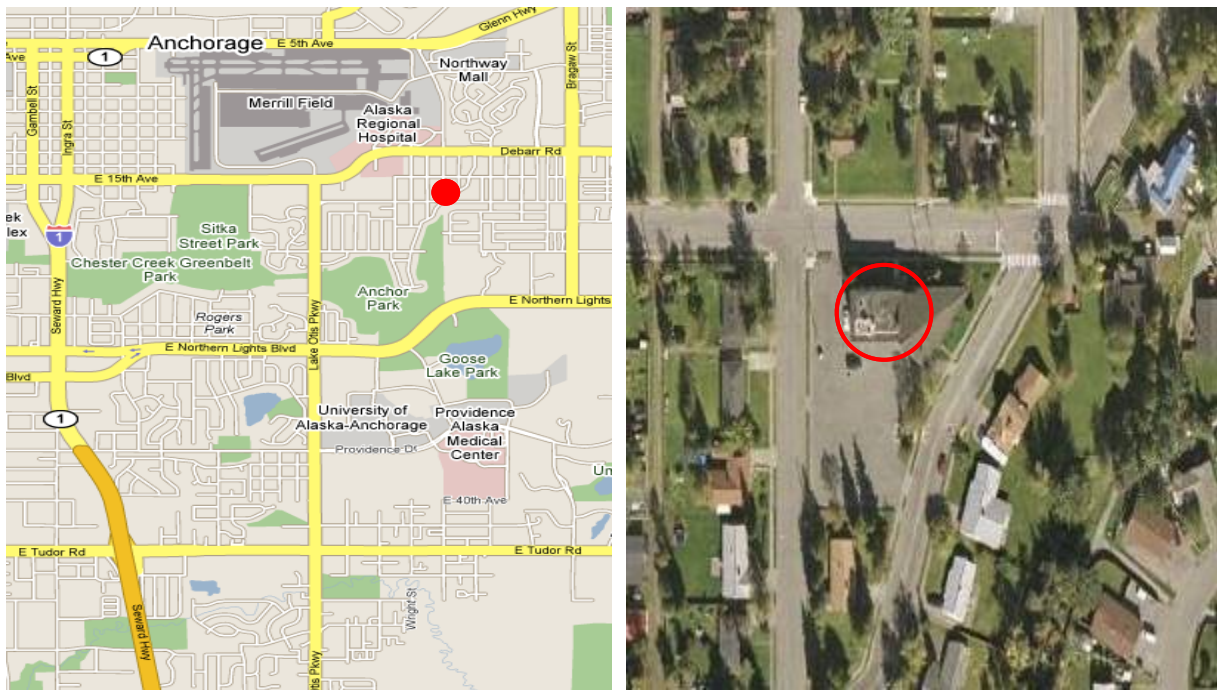 Glenn Hwy
Anchorage
E 5th Ave
Ave
1
Northway
Mall
Bragaw St
Gambell St
Ingra St
Merrill Field
Alaska
Regional
Hospital
Debarr Rd
E 15th Ave
Sitka
Street Park
ek
lex
1
Chester Creek Greenbelt
Park
Anchor
Park
E Northern Lights
Seward Hwy
Rogers
Park
Lake Otis Pkwy
E Northern Lights Blvd
Blvd
Goose
Lake Park
1
University of
Alaska-Anchorage
Providence
Alaska
Medical
Center
Providence Dr
Un
E 40th Ave
E Tudor Rd
E Tudor Rd
Seward Hwy
Wright St
tis Pkwy